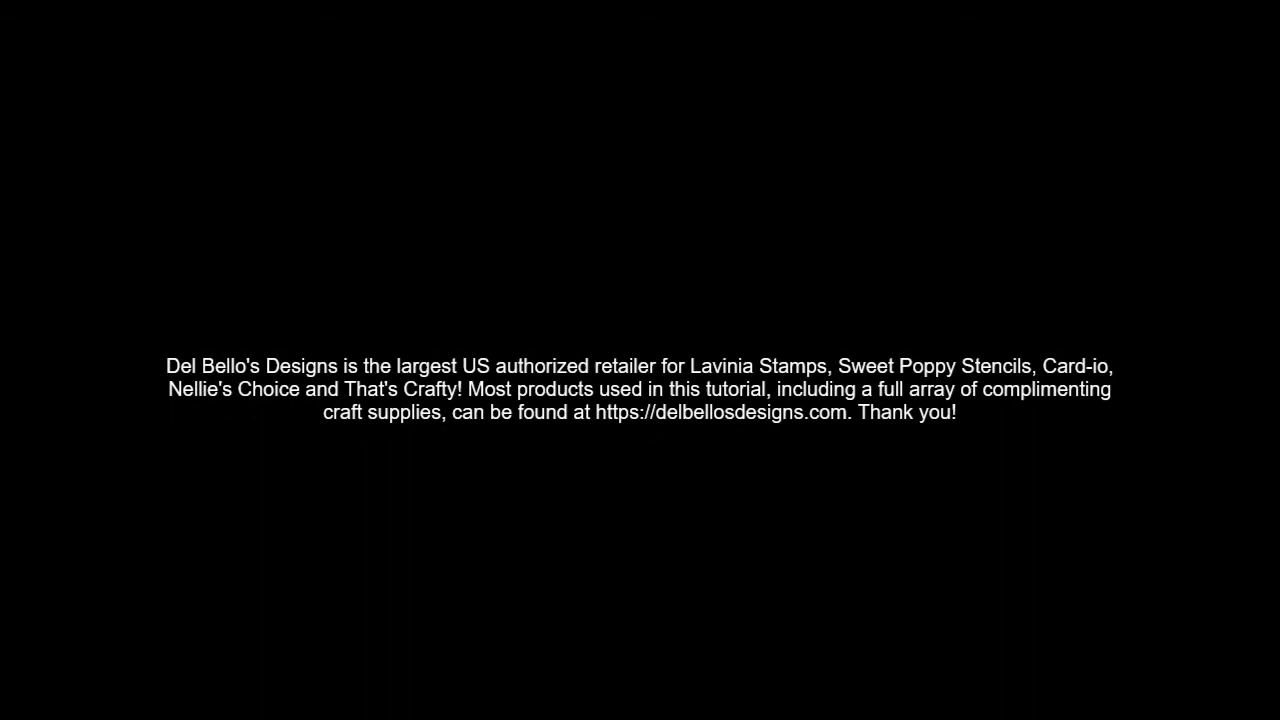 Del Bello's Designs is the largest US authorized retailer for Lavinia Stamps, Sweet Poppy Stencils, Card-io,
Nellie's Choice and That's Crafty! Most products used in this tutorial, including a full array of complimenting
craft supplies, can be found at https://delbellosdesigns.com. Thank you!